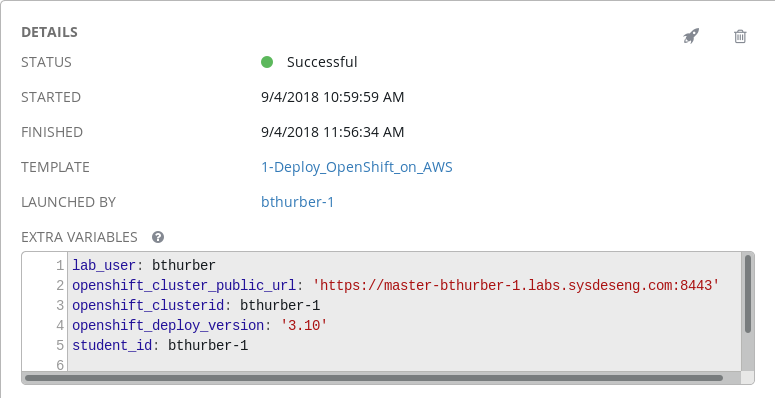 DETAILS
STATUS Successful
STARTED 9/4/2018 10:59:59 AM
FINISHED 9/4/2018 11:56:34 AM
TEMPLATE 1-Deploy_OpenShift_on_AWS
LAUNCHED BY bthurber-1
EXTRA VARIABLES ?
1 lab_user: bthurber
2 openshift_cluster_public_url: 'https://master-bthurber-1.labs.sysdeseng.com:8443'
3 openshift_clusterid: bthurber-1
4 openshift_deploy_version: '3.10'
5 student_id: bthurber-1
6